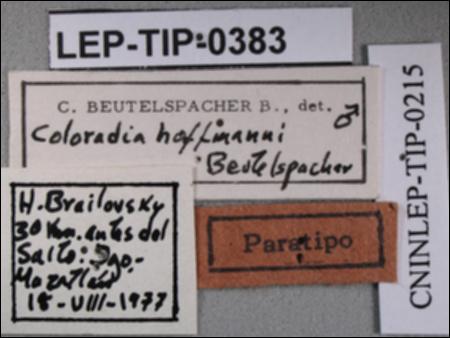 LEP-TIP-0383
C. BEUTELSPACHER B., det.
Coloradia hoffmanni ♂
Beutelspacher
H. Brailovsky
30 Km. antes del
Salto: Dgo-
Mazatlán
18-VIII-1977
Paratipo
CNINLEP-TIP-0215